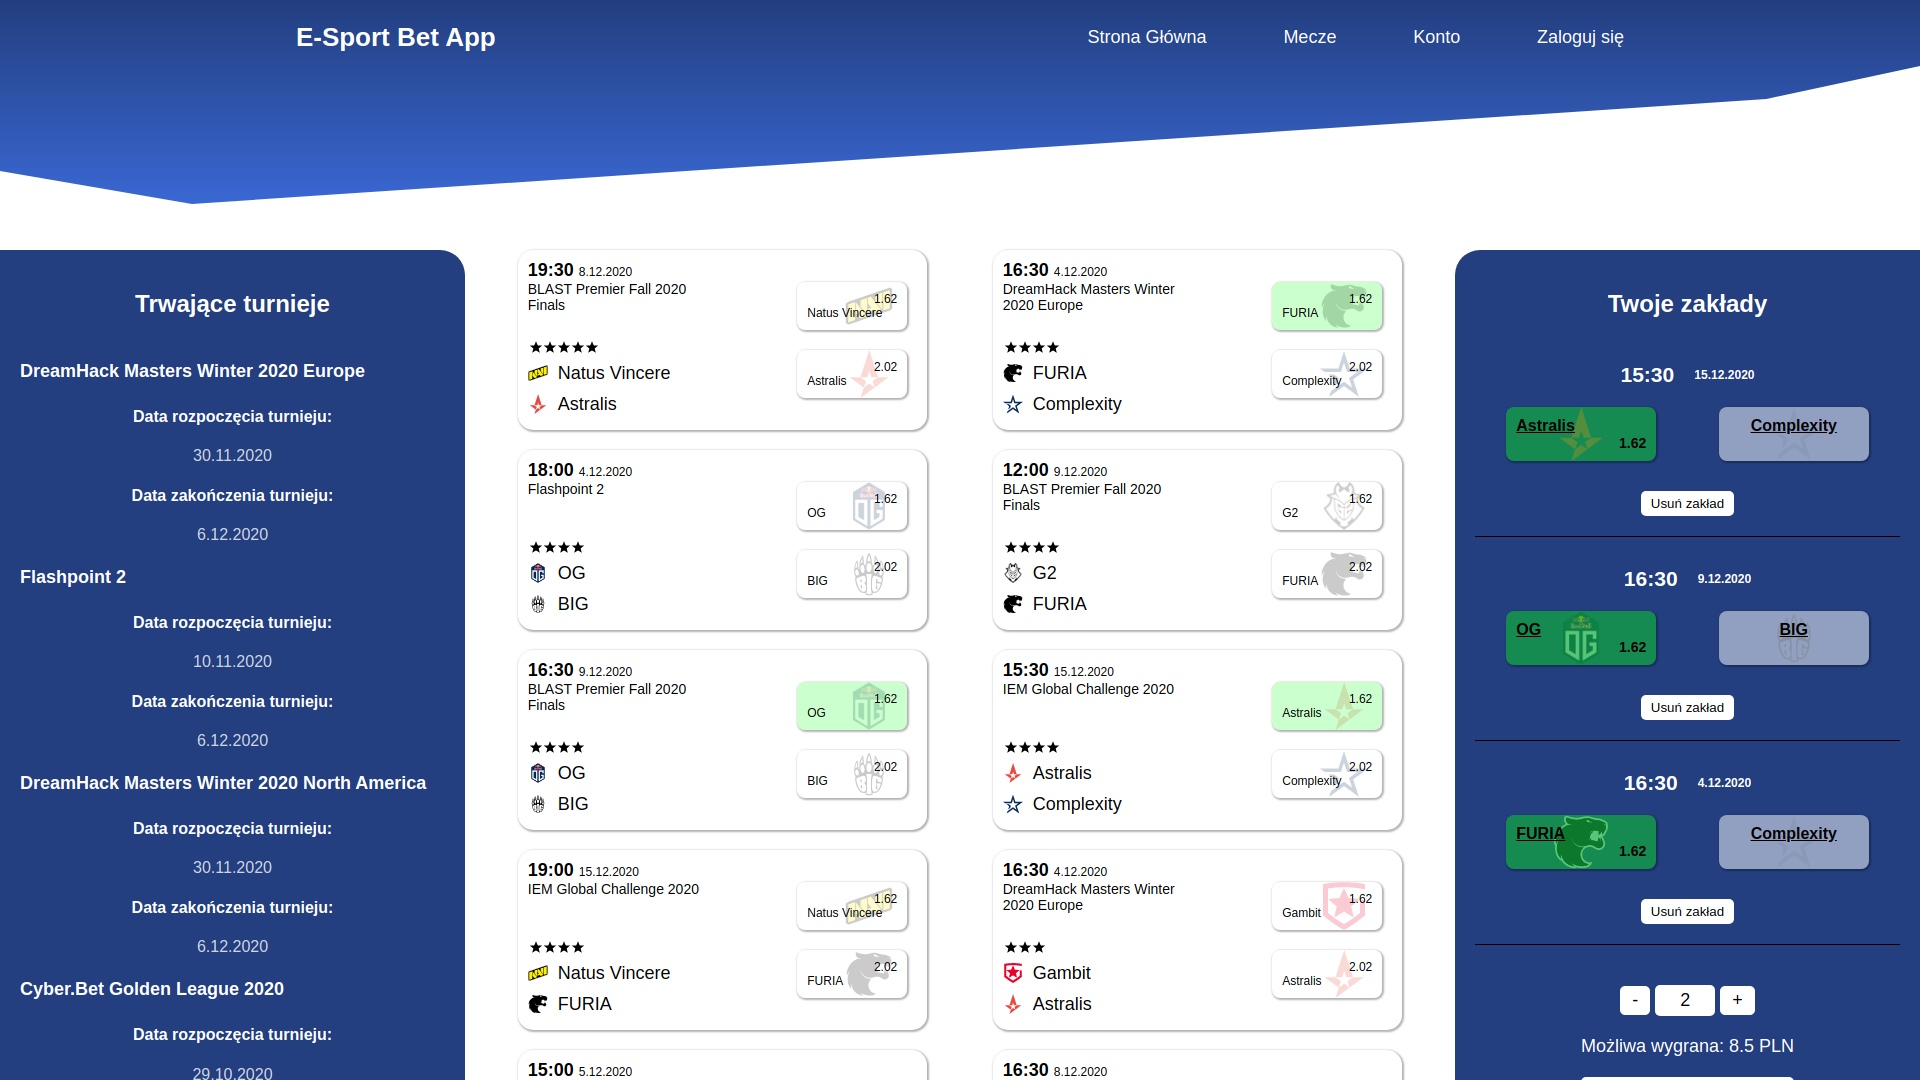 E-Sport Bet App
Strona Główna
Mecze
Konto
Zaloguj się
Trwające turnieje
DreamHack Masters Winter 2020 Europe
Data rozpoczęcia turnieju:
30.11.2020
Data zakończenia turnieju:
6.12.2020
Flashpoint 2
Data rozpoczęcia turnieju:
10.11.2020
Data zakończenia turnieju:
6.12.2020
DreamHack Masters Winter 2020 North America
Data rozpoczęcia turnieju:
30.11.2020
Data zakończenia turnieju:
6.12.2020
Cyber.Bet Golden League 2020
Data rozpoczęcia turnieju:
29.10.2020
19:30 8.12.2020
BLAST Premier Fall 2020
Finals
Natus Vincere
Astralis
1.62
Natus Vincere
2.02
Astralis
16:30 4.12.2020
DreamHack Masters Winter
2020 Europe
FURIA
Complexity
1.62
FURIA
2.02
Complexity
18:00 4.12.2020
Flashpoint 2
OG
BIG
1.62
OG
2.02
BIG
12:00 9.12.2020
BLAST Premier Fall 2020
Finals
G2
FURIA
1.62
G2
2.02
FURIA
16:30 9.12.2020
BLAST Premier Fall 2020
Finals
OG
BIG
1.62
OG
2.02
BIG
15:30 15.12.2020
IEM Global Challenge 2020
Astralis
Complexity
1.62
Astralis
2.02
Complexity
19:00 15.12.2020
IEM Global Challenge 2020
Natus Vincere
FURIA
1.62
Natus Vincere
2.02
FURIA
16:30 4.12.2020
DreamHack Masters Winter
2020 Europe
Gambit
Astralis
1.62
Gambit
2.02
Astralis
15:00 5.12.2020
16:30 8.12.2020
Twoje zakłady
15:30 15.12.2020
Astralis
1.62
Complexity
Usuń zakład
16:30 9.12.2020
OG
1.62
BIG
Usuń zakład
16:30 4.12.2020
FURIA
1.62
Complexity
Usuń zakład
- 2 +
Możliwa wygrana: 8.5 PLN